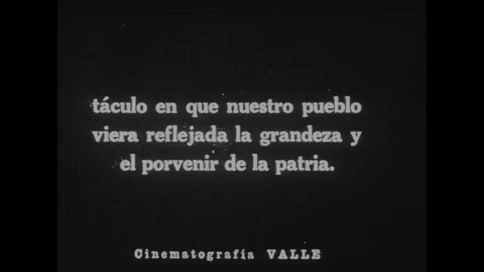 táculo en que nuestro pueblo
viera reflejada la grandeza y
el porvenir de la patria.
Cinematografía VALLE